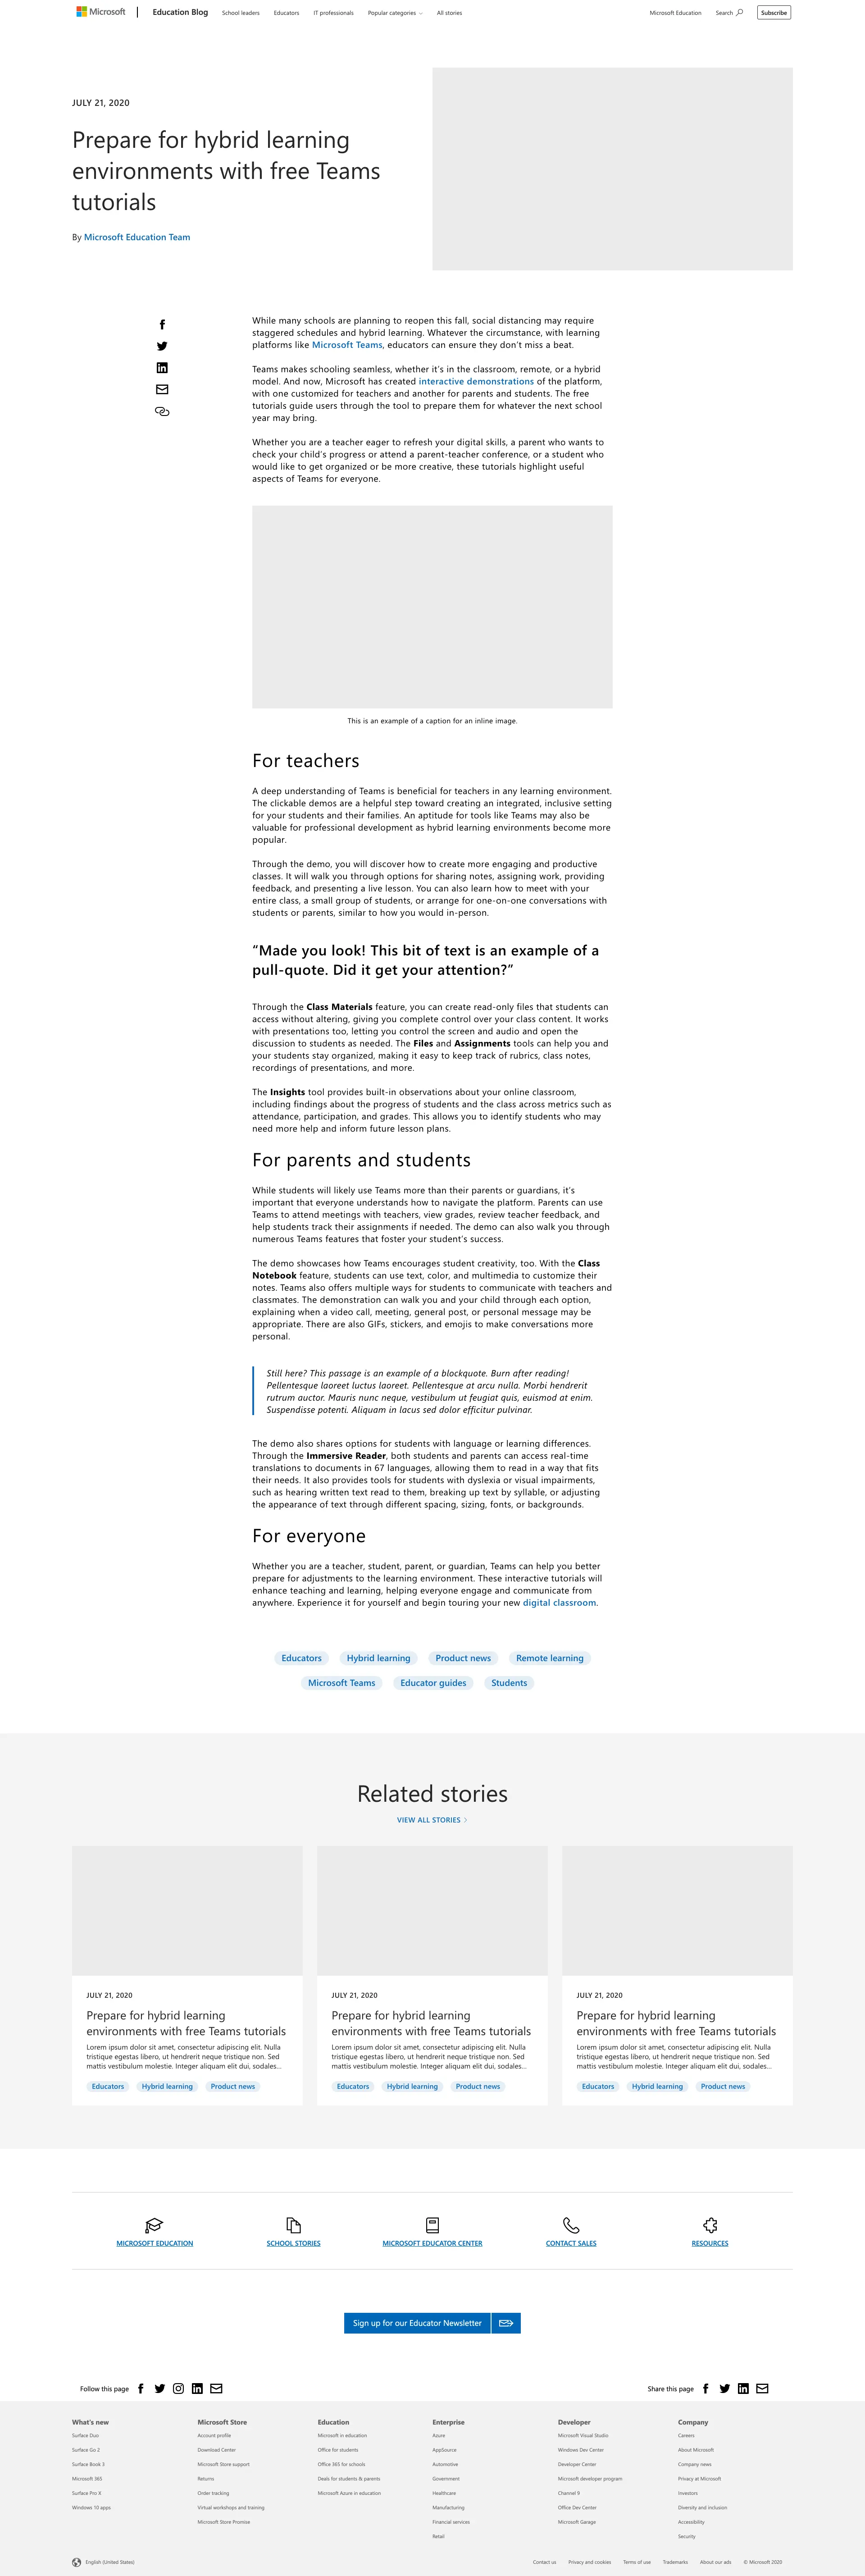 Microsoft | Education Blog School leaders Educators IT professionals Popular categories All stories Microsoft Education Search Subscribe
JULY 21, 2020
Prepare for hybrid learning
environments with free Teams
tutorials
By Microsoft Education Team
While many schools are planning to reopen this fall, social distancing may require
staggered schedules and hybrid learning. Whatever the circumstance, with learning
platforms like Microsoft Teams, educators can ensure they don't miss a beat.
Teams makes schooling seamless, whether it's in the classroom, remote, or a hybrid
model. And now, Microsoft has created interactive demonstrations of the platform,
with one customized for teachers and another for parents and students. The free
tutorials guide users through the tool to prepare them for whatever the next school
year may bring.
Whether you are a teacher eager to refresh your digital skills, a parent who wants to
check your child's progress or attend a parent-teacher conference, or a student who
would like to get organized or be more creative, these tutorials highlight useful
aspects of Teams for everyone.
This is an example of a caption for an inline image.
For teachers
A deep understanding of Teams is beneficial for teachers in any learning environment.
The clickable demos are a helpful step toward creating an integrated, inclusive setting
for your students and their families. An aptitude for tools like Teams may also be
valuable for professional development as hybrid learning environments become more
popular.
Through the demo, you will discover how to create more engaging and productive
classes. It will walk you through options for sharing notes, assigning work, providing
feedback, and presenting a live lesson. You can also learn how to meet with your
entire class, a small group of students, or arrange for one-on-one conversations with
students or parents, similar to how you would in-person.
“Made you look! This bit of text is an example of a
pull-quote. Did it get your attention?”
Through the Class Materials feature, you can create read-only files that students can
access without altering, giving you complete control over your class content. It works
with presentations too, letting you control the screen and audio and open the
discussion to students as needed. The Files and Assignments tools can help you and
your students stay organized, making it easy to keep track of rubrics, class notes,
recordings of presentations, and more.
The Insights tool provides built-in observations about your online classroom,
including findings about the progress of students and the class across metrics such as
attendance, participation, and grades. This allows you to identify students who may
need more help and inform future lesson plans.
For parents and students
While students will likely use Teams more than their parents or guardians, it's
important that everyone understands how to navigate the platform. Parents can use
Teams to attend meetings with teachers, view grades, review teacher feedback, and
help students track their assignments if needed. The demo can also walk you through
numerous Teams features that foster your student's success.
The demo showcases how Teams encourages student creativity, too. With the Class
Notebook feature, students can use text, color, and multimedia to customize their
notes. Teams also offers multiple ways for students to communicate with teachers and
classmates. The demonstration can walk you and your child through each option,
explaining when a video call, meeting, general post, or personal message may be
appropriate. There are also GIFs, stickers, and emojis to make conversations more
personal.
Still here? This passage is an example of a blockquote. Burn after reading!
Pellentesque laoreet luctus laoreet. Pellentesque at arcu nulla. Morbi hendrerit
rutrum auctor. Mauris nunc neque, vestibulum ut feugiat quis, euismod at enim.
Suspendisse potenti. Aliquam in lacus sed dolor efficitur pulvinar.
The demo also shares options for students with language or learning differences.
Through the Immersive Reader, both students and parents can access real-time
translations to documents in 67 languages, allowing them to read in a way that fits
their needs. It also provides tools for students with dyslexia or visual impairments,
such as hearing written text read to them, breaking up text by syllable, or adjusting
the appearance of text through different spacing, sizing, fonts, or backgrounds.
For everyone
Whether you are a teacher, student, parent, or guardian, Teams can help you better
prepare for adjustments to the learning environment. These interactive tutorials will
enhance teaching and learning, helping everyone engage and communicate from
anywhere. Experience it for yourself and begin touring your new digital classroom.
Educators Hybrid learning Product news Remote learning
Microsoft Teams Educator guides Students
Related stories
VIEW ALL STORIES
JULY 21, 2020
Prepare for hybrid learning
environments with free Teams tutorials
Lorem ipsum dolor sit amet, consectetur adipiscing elit. Nulla
tristique egestas libero, ut hendrerit neque tristique non. Sed
mattis vestibulum molestie. Integer aliquam elit dui, sodales...
Educators Hybrid learning Product news
JULY 21, 2020
Prepare for hybrid learning
environments with free Teams tutorials
Lorem ipsum dolor sit amet, consectetur adipiscing elit. Nulla
tristique egestas libero, ut hendrerit neque tristique non. Sed
mattis vestibulum molestie. Integer aliquam elit dui, sodales...
Educators Hybrid learning Product news
JULY 21, 2020
Prepare for hybrid learning
environments with free Teams tutorials
Lorem ipsum dolor sit amet, consectetur adipiscing elit. Nulla
tristique egestas libero, ut hendrerit neque tristique non. Sed
mattis vestibulum molestie. Integer aliquam elit dui, sodales...
Educators Hybrid learning Product news
MICROSOFT EDUCATION SCHOOL STORIES MICROSOFT EDUCATOR CENTER CONTACT SALES RESOURCES
Sign up for our Educator Newsletter
Follow this page
Share this page
What's new
Surface Duo
Surface Go 2
Surface Book 3
Microsoft 365
Surface Pro X
Windows 10 apps
Microsoft Store
Account profile
Download Center
Microsoft Store support
Returns
Order tracking
Virtual workshops and training
Microsoft Store Promise
Education
Microsoft in education
Office for students
Office 365 for schools
Deals for students & parents
Microsoft Azure in education
Enterprise
Azure
AppSource
Automotive
Government
Healthcare
Manufacturing
Financial services
Retail
Developer
Microsoft Visual Studio
Windows Dev Center
Developer Center
Microsoft developer program
Channel 9
Office Dev Center
Microsoft Garage
Company
Careers
About Microsoft
Company news
Privacy at Microsoft
Investors
Diversity and inclusion
Accessibility
Security
English (United States) Contact us Privacy and cookies Terms of use Trademarks About our ads © Microsoft 2020